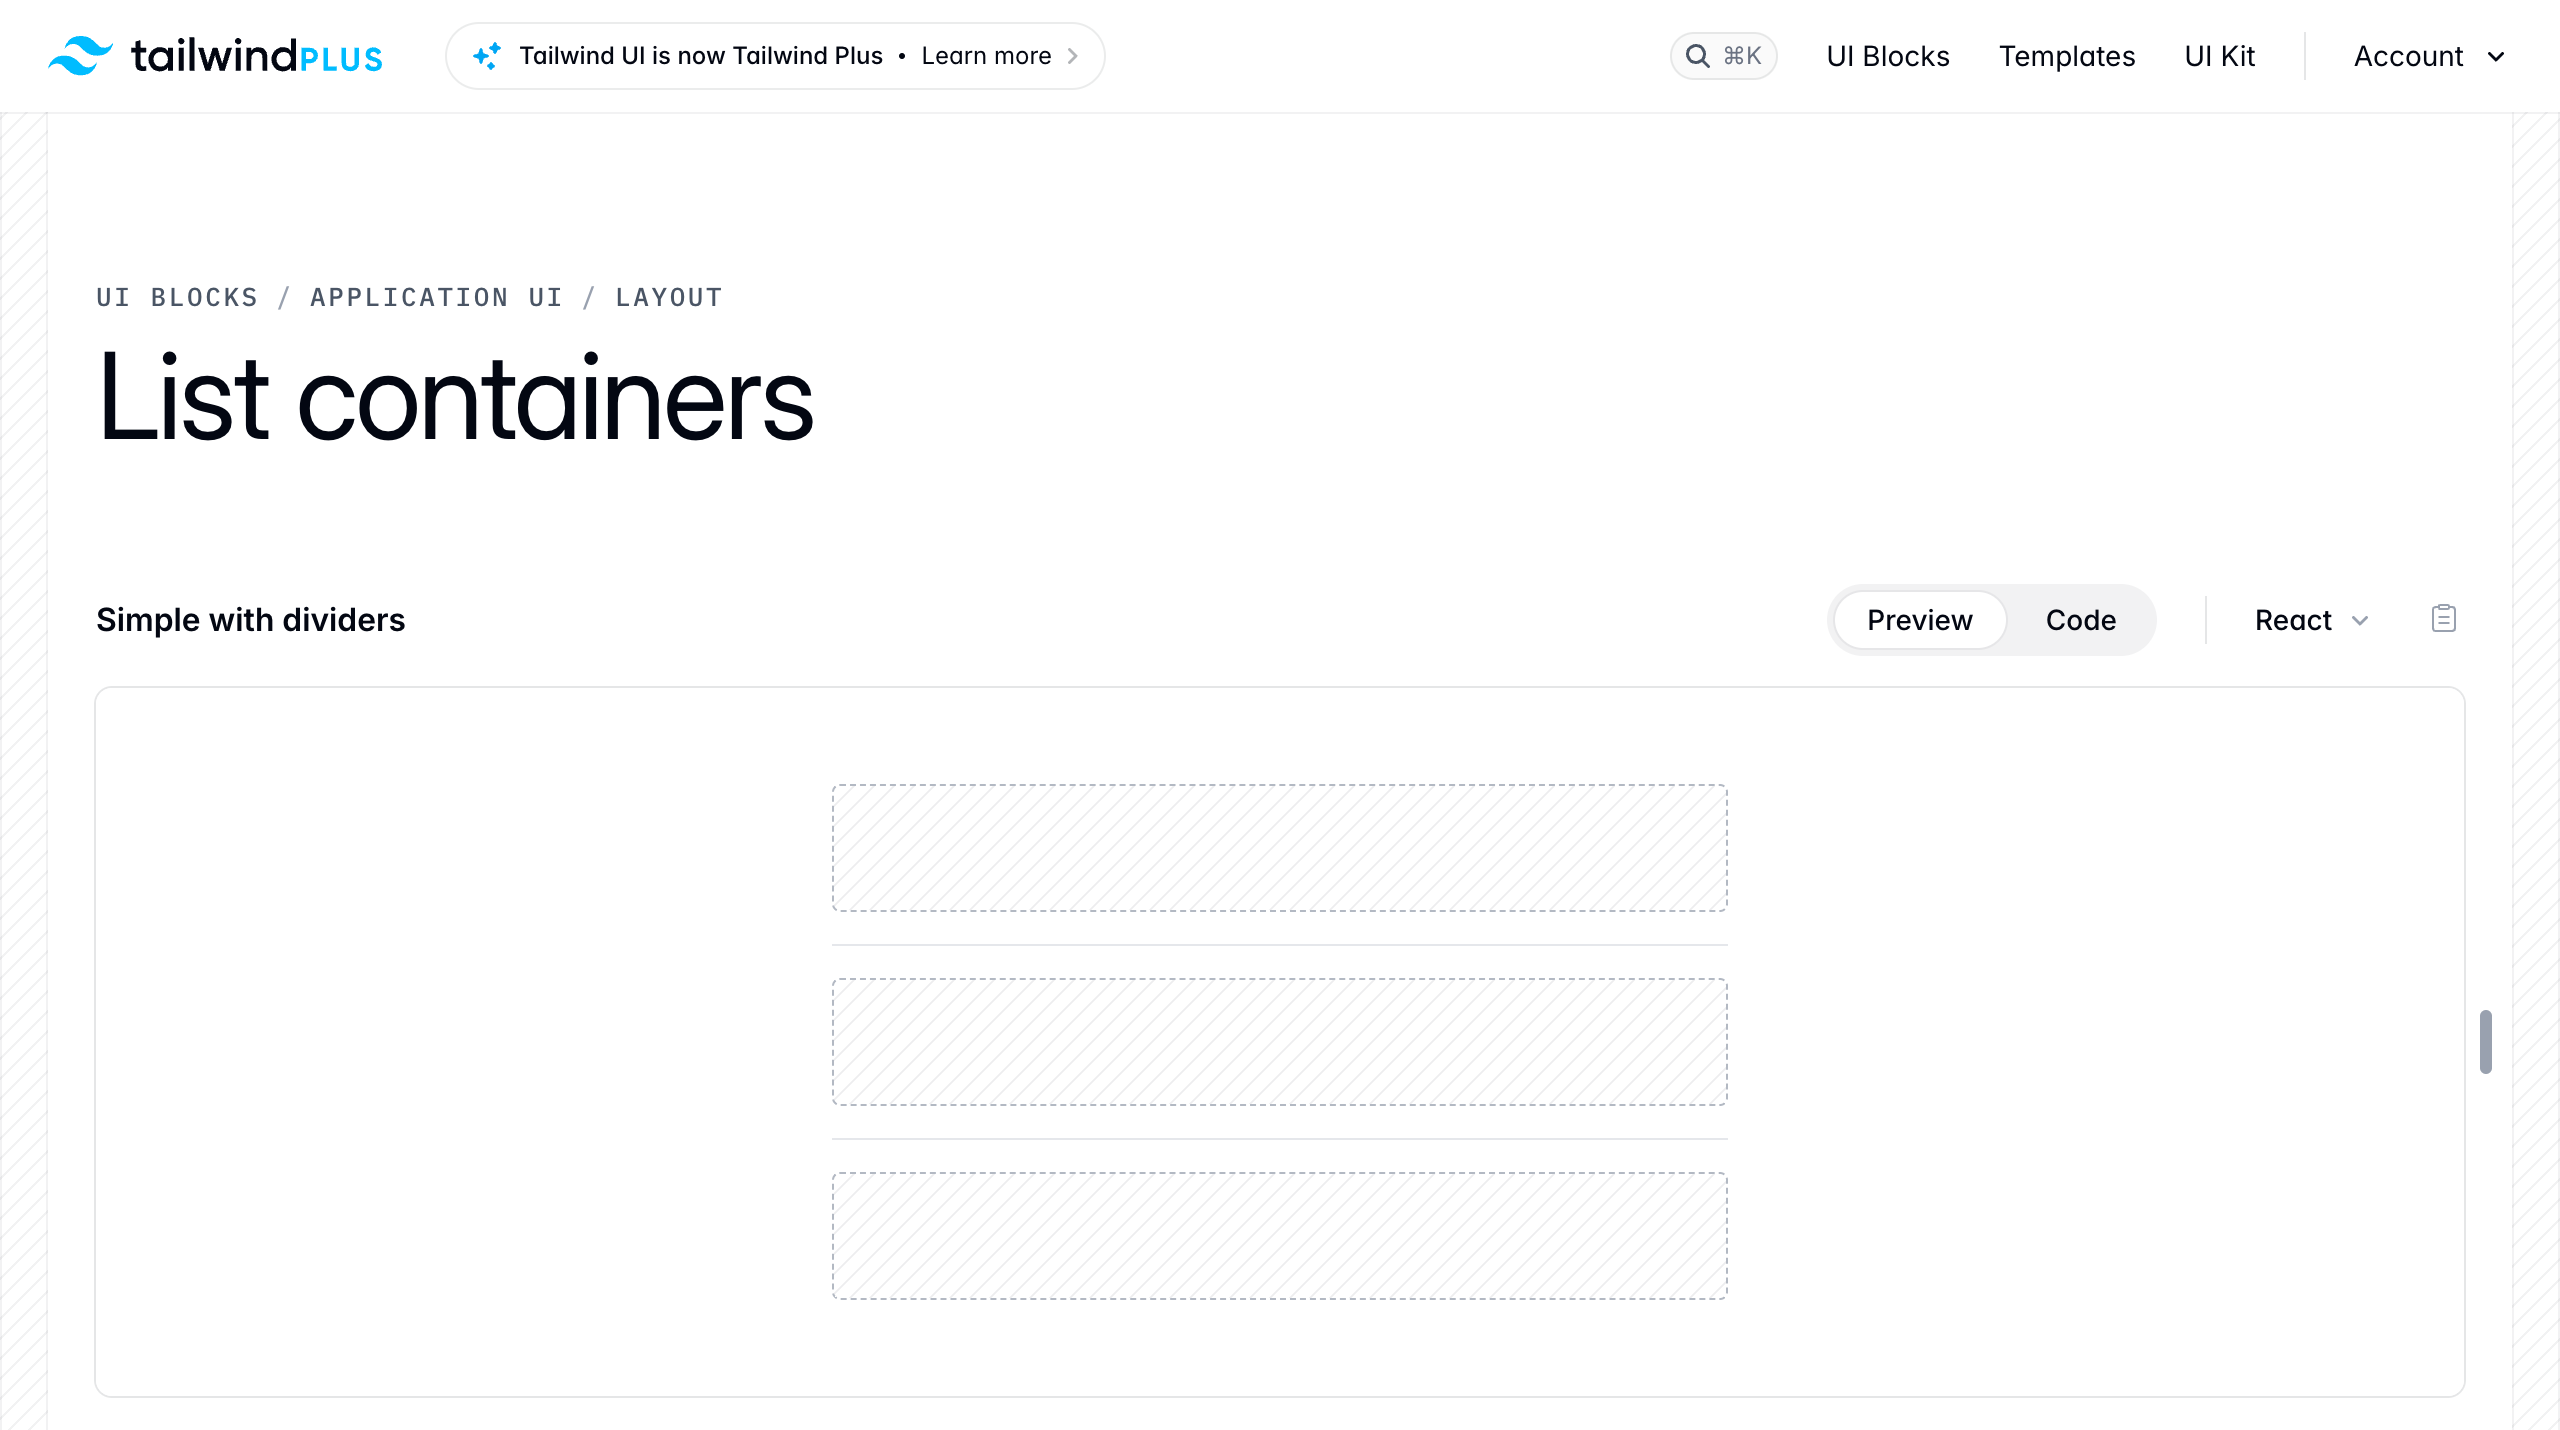 tailwindPLUS
Tailwind UI is now Tailwind Plus • Learn more
⌘K
UI Blocks
Templates
UI Kit
Account
UI BLOCKS / APPLICATION UI / LAYOUT
List containers
Simple with dividers
Preview
Code
React